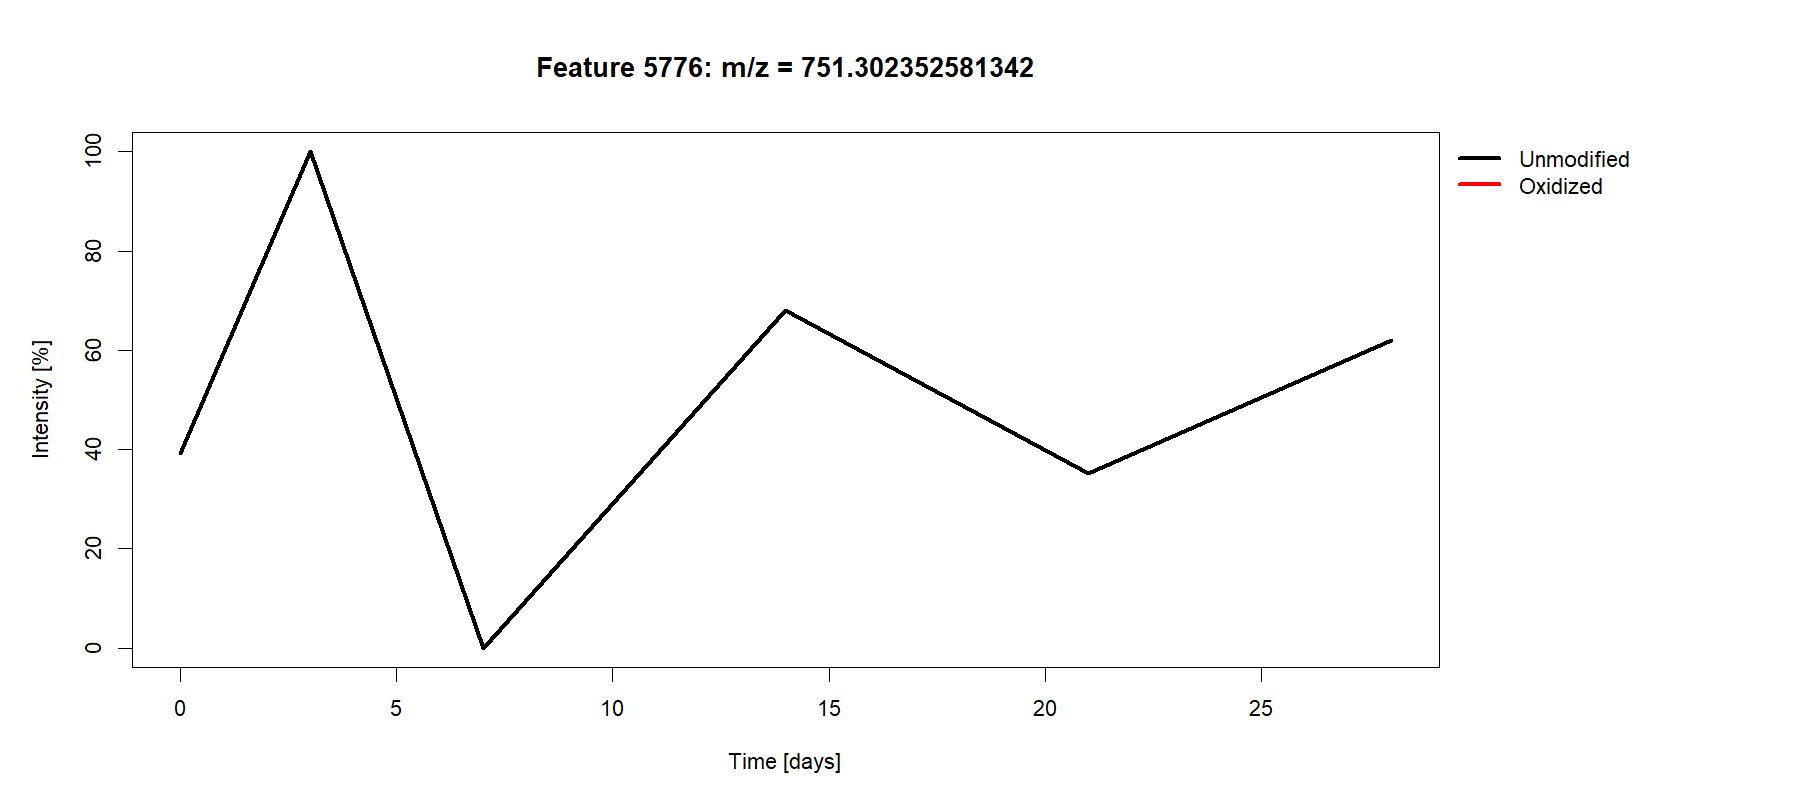 Feature 5776: m/z = 751.302352581342
Unmodified
Oxidized
Intensity [%]
100
80
60
40
20
0
0 5 10 15 20 25
Time [days]